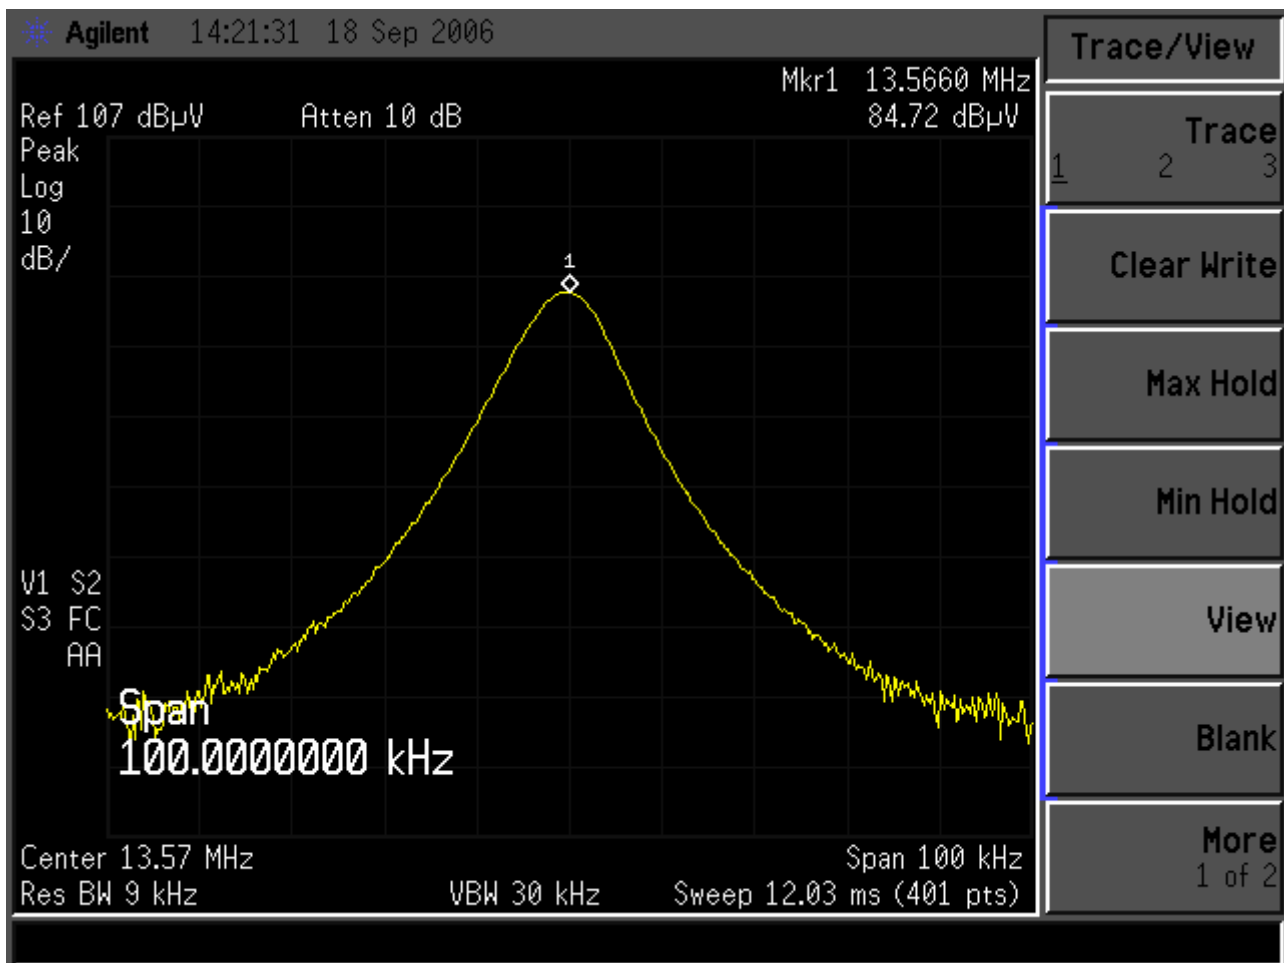 Agilent 14:21:31 18 Sep 2006
Trace/View
Mkr1 13.5660 MHz
Ref 107 dBµV Atten 10 dB 84.72 dBµV
Peak
Log
10
dB/
1
V1 S2
S3 FC
AA
Span
100.0000000 kHz
Center 13.57 MHz Span 100 kHz
Res BW 9 kHz VBW 30 kHz Sweep 12.03 ms (401 pts)
Trace
1 2 3
Clear Write
Max Hold
Min Hold
View
Blank
More
1 of 2